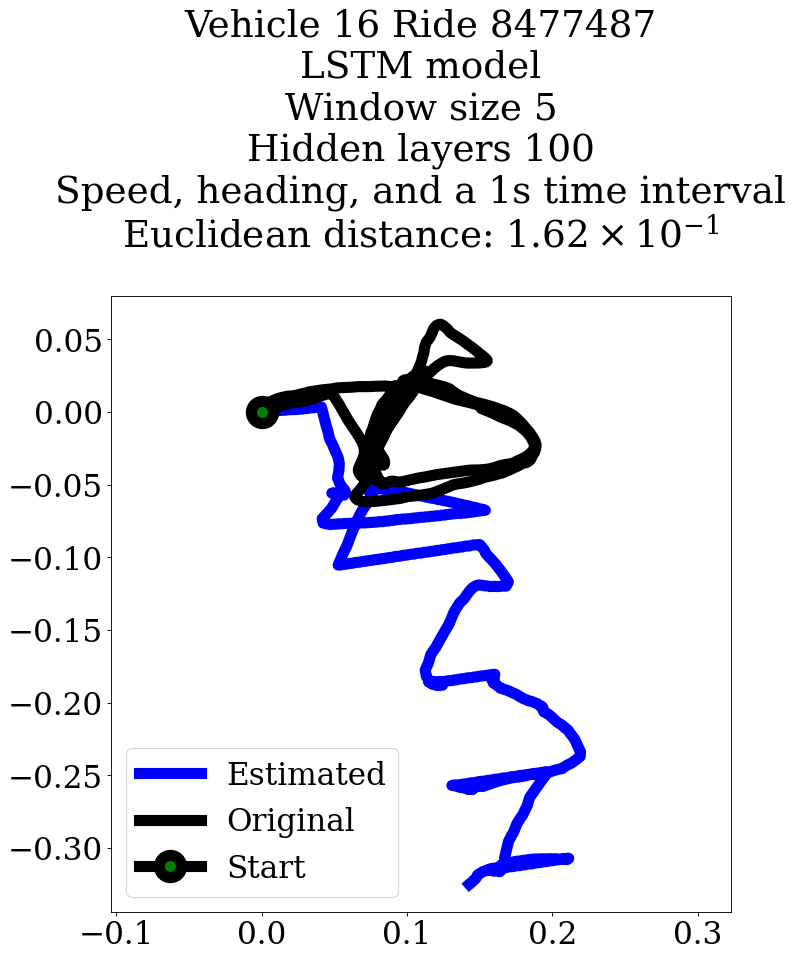 Vehicle 16 Ride 8477487
LSTM model
Window size 5
Hidden layers 100
Speed, heading, and a 1s time interval
Euclidean distance: 1.62 × 10⁻¹
0.05
0.00
−0.05
−0.10
−0.15
−0.20
−0.25
−0.30
Estimated
Original
Start
−0.1
0.0
0.1
0.2
0.3